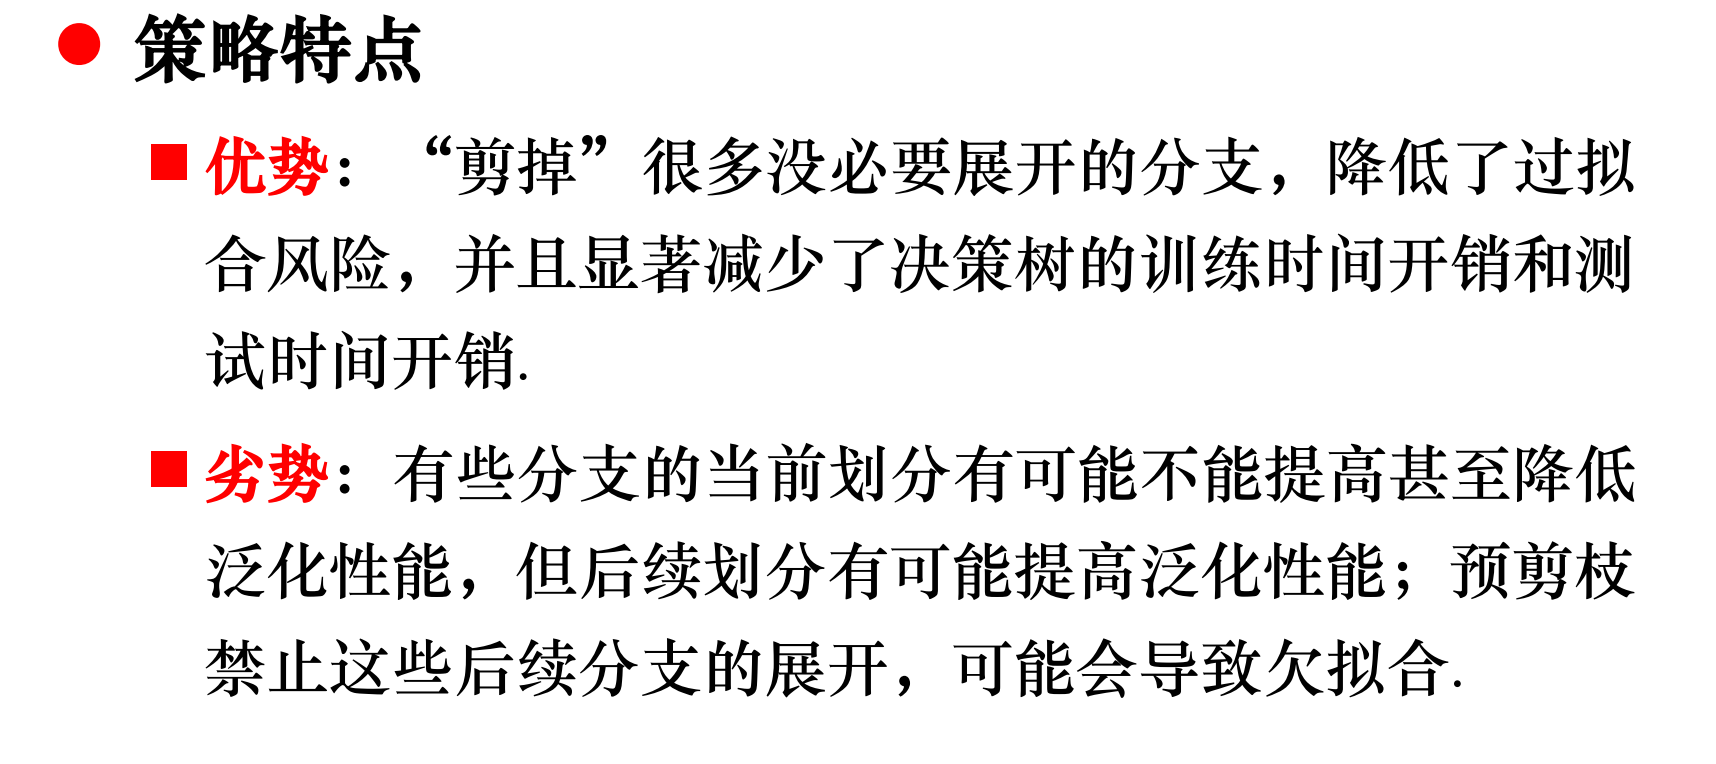 策略特点
优势：“剪掉”很多没必要展开的分支，降低了过拟
合风险，并且显著减少了决策树的训练时间开销和测
试时间开销.
劣势：有些分支的当前划分有可能不能提高甚至降低
泛化性能，但后续划分有可能提高泛化性能；预剪枝
禁止这些后续分支的展开，可能会导致欠拟合.